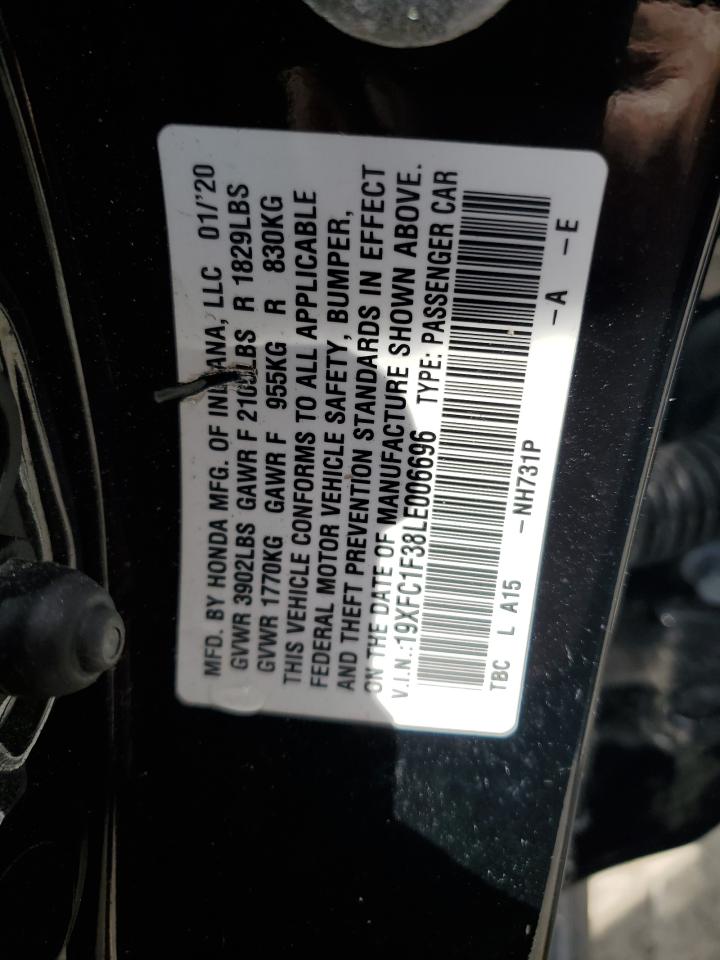 MFD. BY HONDA MFG. OF INDIANA, LLC 01/'20
GVWR 3902LBS GAWR F LBS R 1829LBS
GVWR 1770KG GAWR F 955KG R 830KG
THIS VEHICLE CONFORMS TO ALL APPLICABLE
FEDERAL MOTOR VEHICLE SAFETY, BUMPER,
AND THEFT PREVENTION STANDARDS IN EFFECT
ON THE DATE OF MANUFACTURE SHOWN ABOVE.
V.I.N.:19XFC1F38LE006696 TYPE: PASSENGER CAR
TBC L A15 -NH731P -A -E